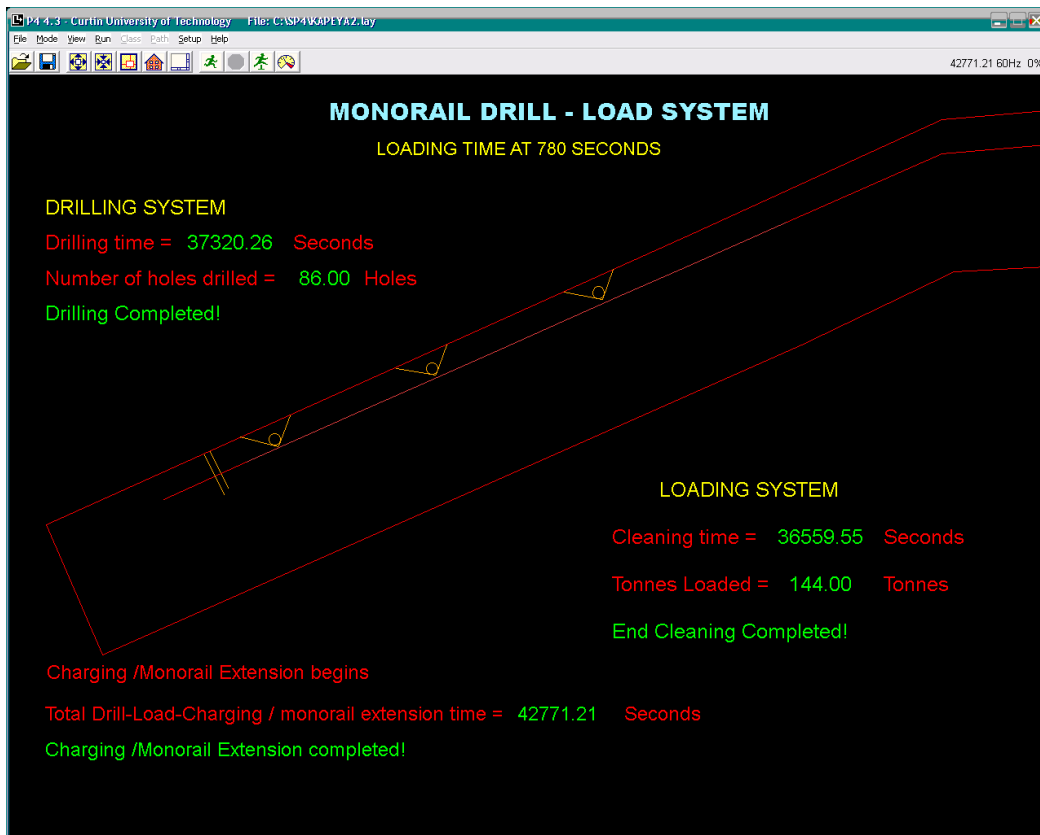 P4 4.3 - Curtin University of Technology File: C:\SP4\KAPEYA2.lay
File Mode View Run Class Path Setup Help
42771.21 60Hz 0%
MONORAIL DRILL - LOAD SYSTEM
LOADING TIME AT 780 SECONDS
DRILLING SYSTEM
Drilling time = 37320.26 Seconds
Number of holes drilled = 86.00 Holes
Drilling Completed!
LOADING SYSTEM
Cleaning time = 36559.55 Seconds
Tonnes Loaded = 144.00 Tonnes
End Cleaning Completed!
Charging /Monorail Extension begins
Total Drill-Load-Charging / monorail extension time = 42771.21 Seconds
Charging /Monorail Extension completed!